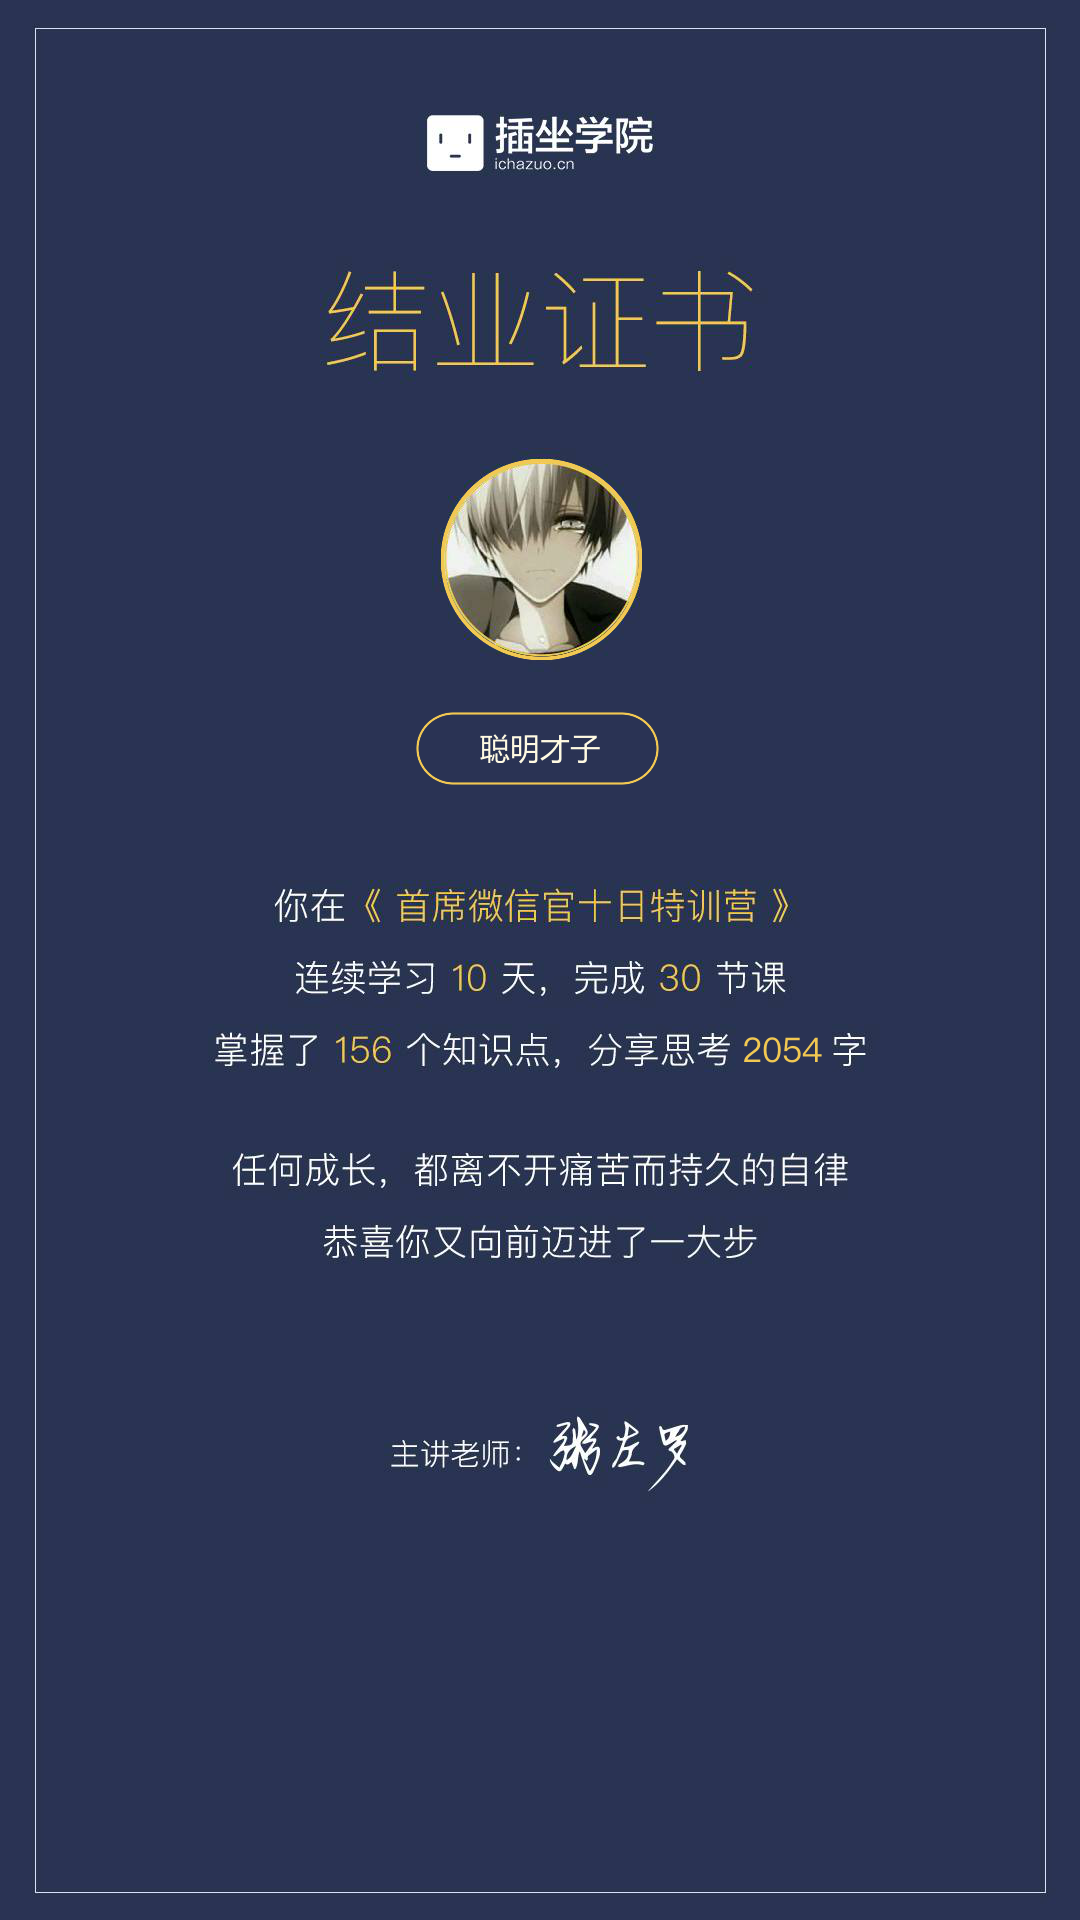 插坐学院
ichazuo.cn
结业证书
聪明才子
你在《 首席微信官十日特训营 》
连续学习 10 天，完成 30 节课
掌握了 156 个知识点，分享思考 2054 字
任何成长，都离不开痛苦而持久的自律
恭喜你又向前迈进了一大步
主讲老师：粥左罗